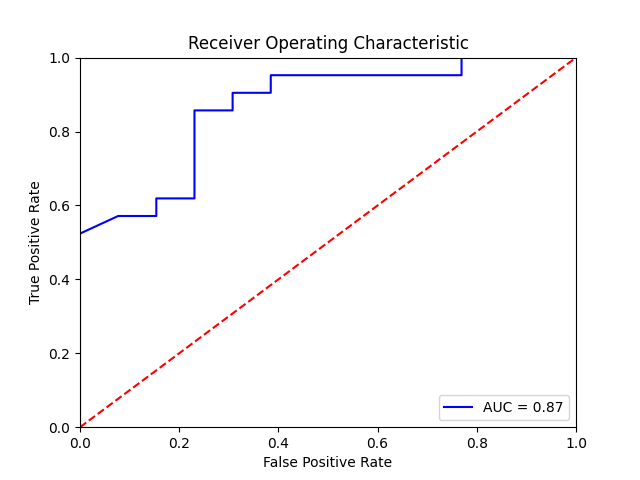 Receiver Operating Characteristic
1.0
0.8
0.6
0.4
0.2
0.0
True Positive Rate
AUC = 0.87
0.0 0.2 0.4 0.6 0.8 1.0
False Positive Rate